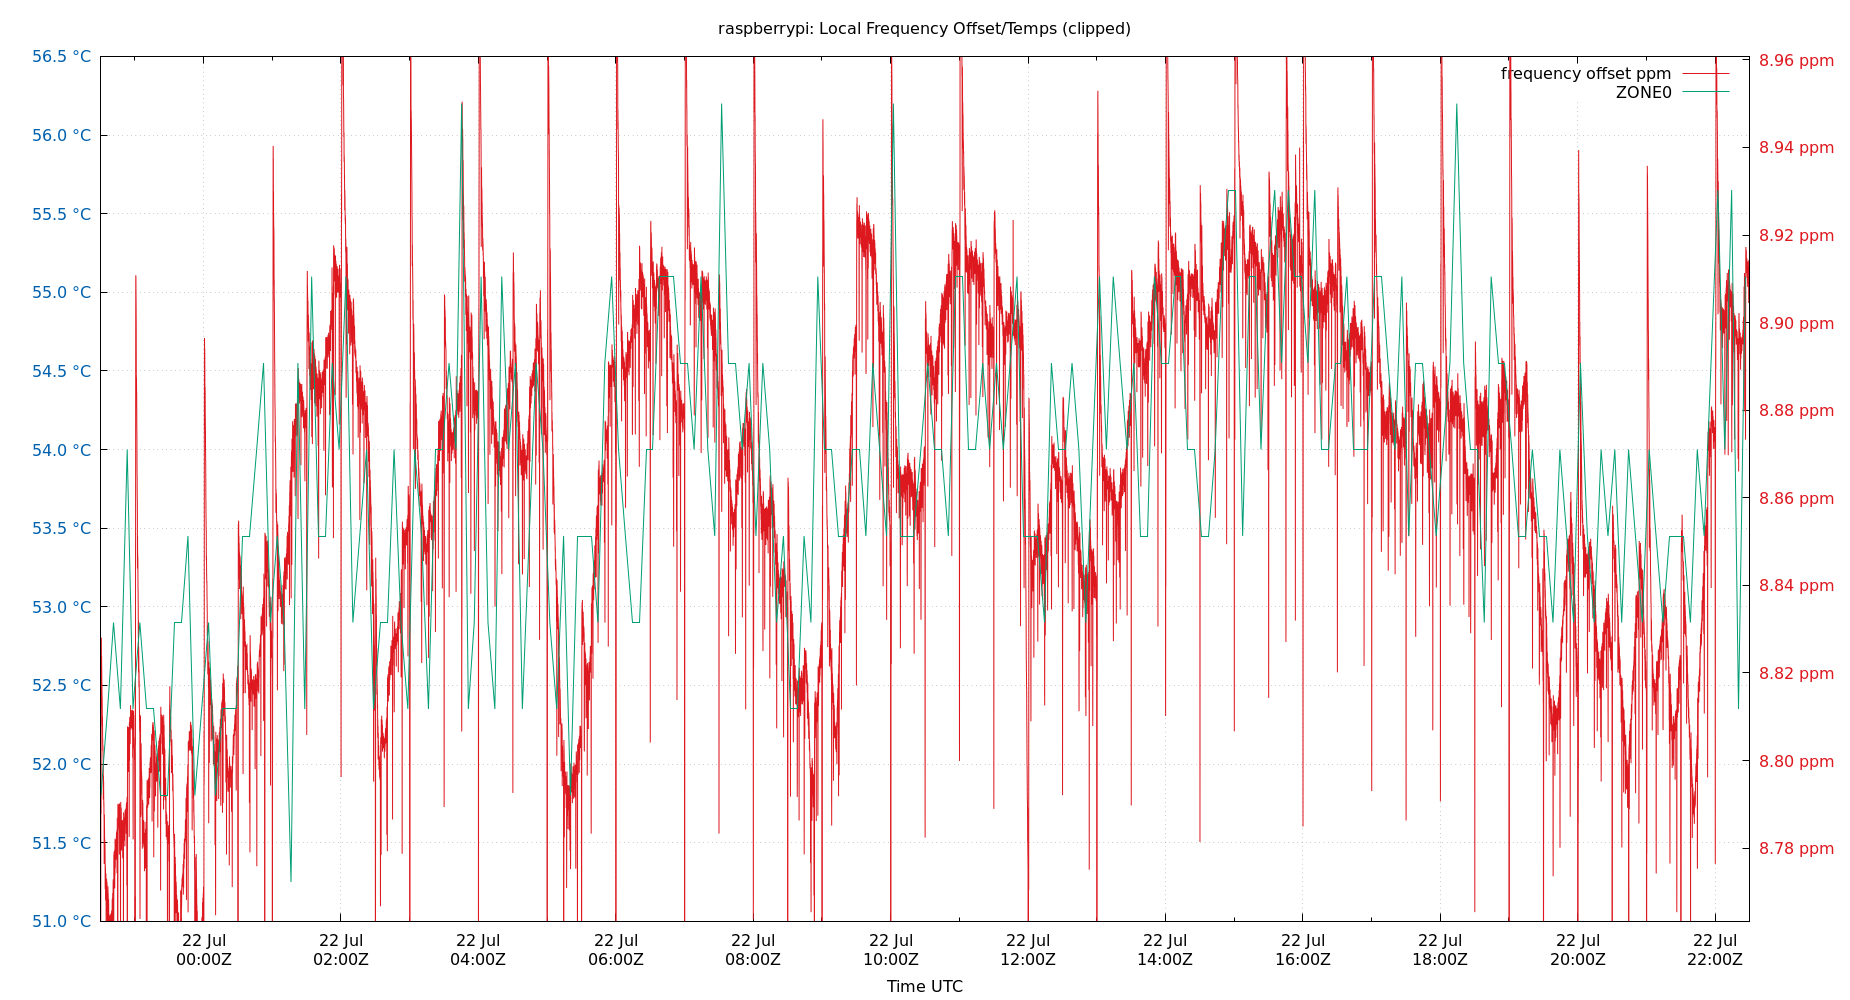 raspberrypi: Local Frequency Offset/Temps (clipped)
56.5 °C
56.0 °C
55.5 °C
55.0 °C
54.5 °C
54.0 °C
53.5 °C
53.0 °C
52.5 °C
52.0 °C
51.5 °C
51.0 °C
8.96 ppm
8.94 ppm
8.92 ppm
8.90 ppm
8.88 ppm
8.86 ppm
8.84 ppm
8.82 ppm
8.80 ppm
8.78 ppm
frequency offset ppm
ZONE0
22 Jul 22 Jul 22 Jul 22 Jul 22 Jul 22 Jul 22 Jul 22 Jul 22 Jul 22 Jul 22 Jul 22 Jul
00:00Z 02:00Z 04:00Z 06:00Z 08:00Z 10:00Z 12:00Z 14:00Z 16:00Z 18:00Z 20:00Z 22:00Z
Time UTC